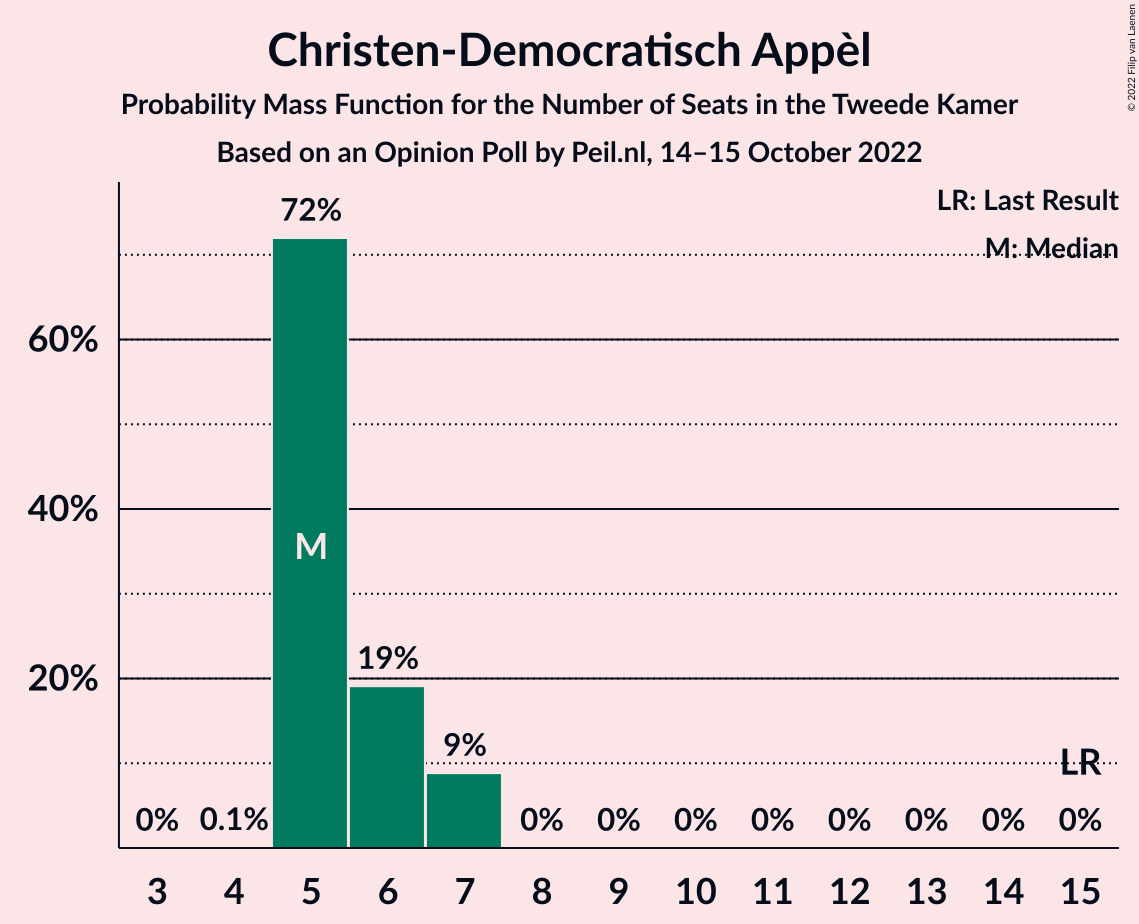 Christen-Democratisch Appèl
Probability Mass Function for the Number of Seats in the Tweede Kamer
Based on an Opinion Poll by Peil.nl, 14–15 October 2022
© 2022 Filip van Laenen
LR: Last Result
M: Median
72%
60%
40%
M
20%
19%
9%
LR
0% 0.1% 0% 0% 0% 0% 0% 0% 0% 0%
3 4 5 6 7 8 9 10 11 12 13 14 15